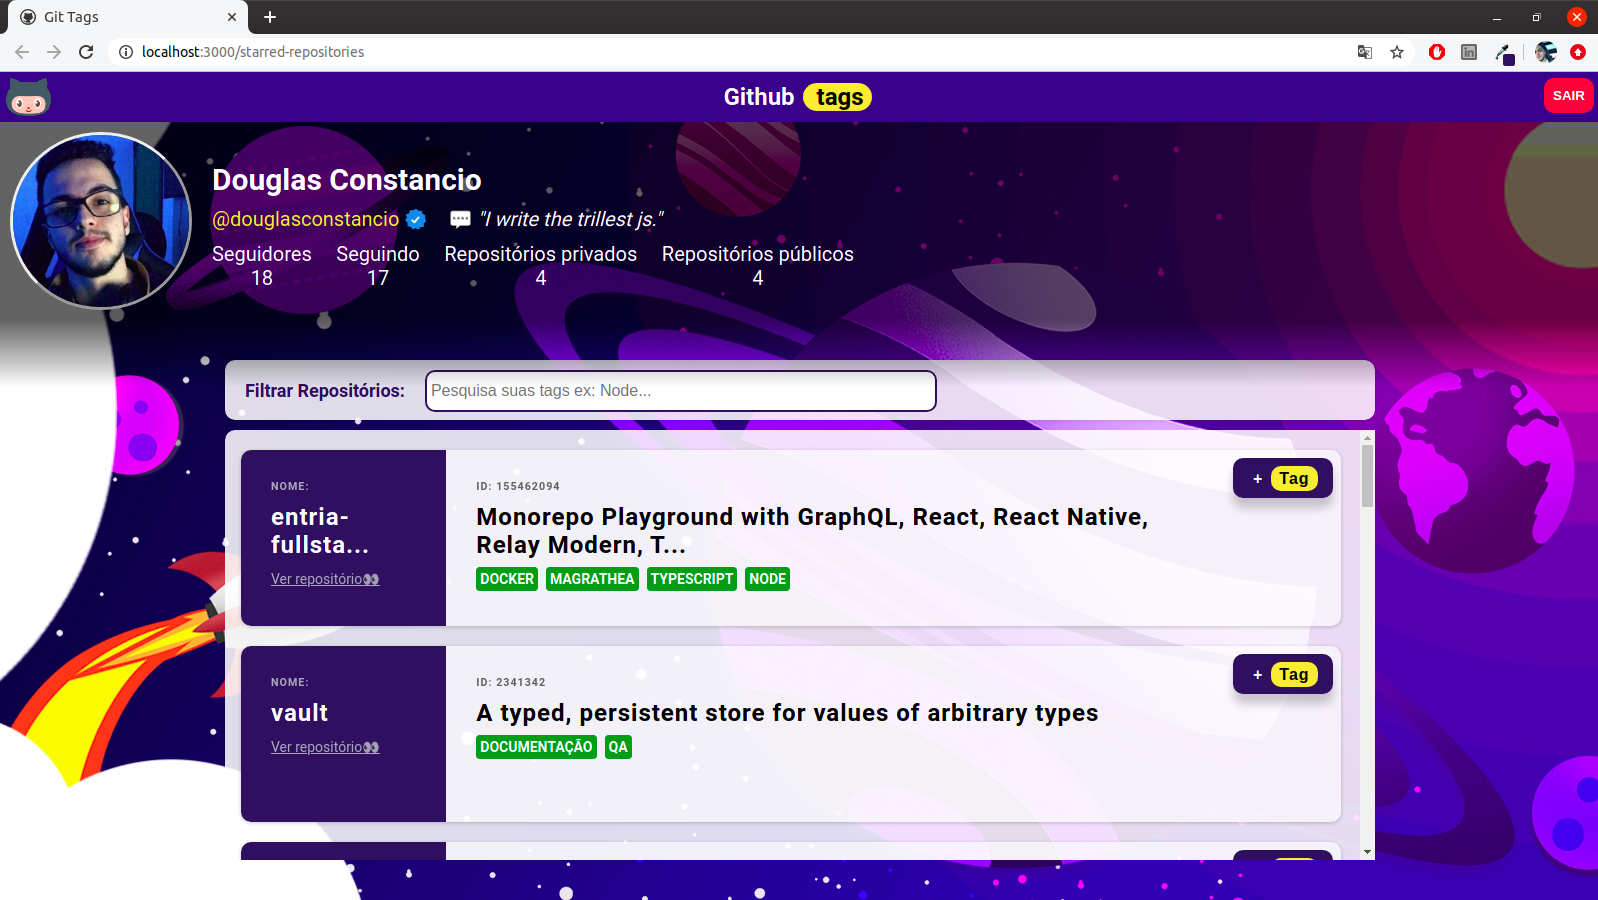 Git Tags
localhost:3000/starred-repositories
Github tags
SAIR
Douglas Constancio
@douglasconstancio "I write the trillest js."
Seguidores Seguindo Repositórios privados Repositórios públicos
18 17 4 4
Filtrar Repositórios: Pesquisa suas tags ex: Node...
NOME:
entria-
fullsta...
Ver repositório
ID: 155462094
Monorepo Playground with GraphQL, React, React Native,
Relay Modern, T...
DOCKER MAGRATHEA TYPESCRIPT NODE
+ Tag
NOME:
vault
Ver repositório
ID: 2341342
A typed, persistent store for values of arbitrary types
DOCUMENTAÇÃO QA
+ Tag